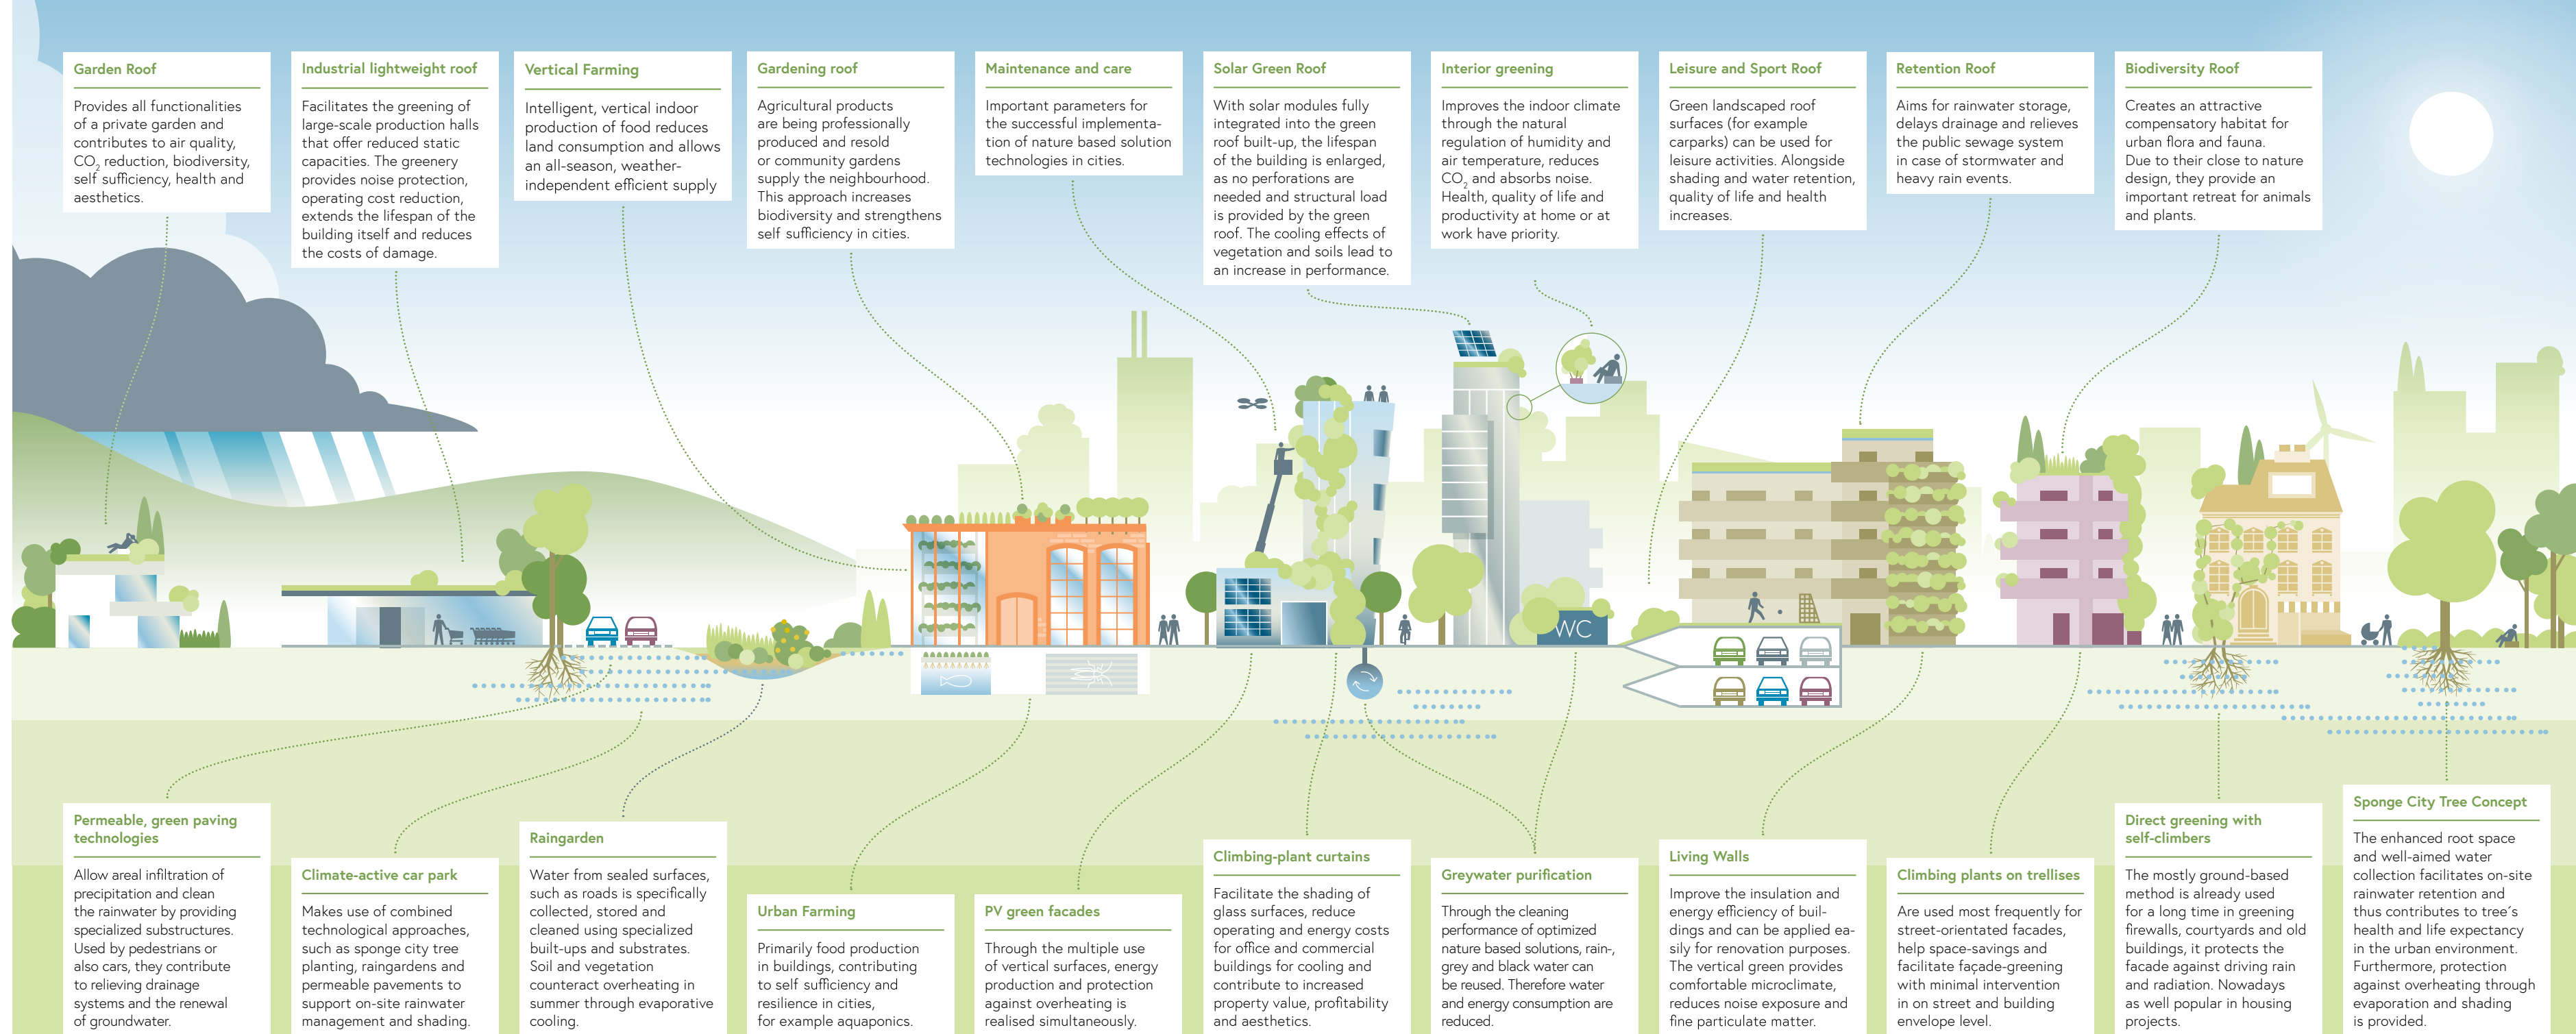 Garden Roof
Provides all functionalities
of a private garden and
contributes to air quality,
CO2 reduction, biodiversity,
self sufficiency, health and
aesthetics.
Industrial lightweight roof
Facilitates the greening of
large-scale production halls
that offer reduced static
capacities. The greenery
provides noise protection,
operating cost reduction,
extends the lifespan of the
building itself and reduces
the costs of damage.
Vertical Farming
Intelligent, vertical indoor
production of food reduces
land consumption and allows
an all-season, weather-
independent efficient supply
Gardening roof
Agricultural products
are being professionally
produced and resold
or community gardens
supply the neighbourhood.
This approach increases
biodiversity and strengthens
self sufficiency in cities.
Maintenance and care
Important parameters for
the successful implementa-
tion of nature based solution
technologies in cities.
Solar Green Roof
With solar modules fully
integrated into the green
roof built-up, the lifespan
of the building is enlarged,
as no perforations are
needed and structural load
is provided by the green
roof. The cooling effects of
vegetation and soils lead to
an increase in performance.
Interior greening
Improves the indoor climate
through the natural
regulation of humidity and
air temperature, reduces
CO2 and absorbs noise.
Health, quality of life and
productivity at home or at
work have priority.
Leisure and Sport Roof
Green landscaped roof
surfaces (for example
carparks) can be used for
leisure activities. Alongside
shading and water retention,
quality of life and health
increases.
Retention Roof
Aims for rainwater storage,
delays drainage and relieves
the public sewage system
in case of stormwater and
heavy rain events.
Biodiversity Roof
Creates an attractive
compensatory habitat for
urban flora and fauna.
Due to their close to nature
design, they provide an
important retreat for animals
and plants.
WC
Permeable, green paving
technologies
Allow areal infiltration of
precipitation and clean
the rainwater by providing
specialized substructures.
Used by pedestrians or
also cars, they contribute
to relieving drainage
systems and the renewal
of groundwater.
Climate-active car park
Makes use of combined
technological approaches,
such as sponge city tree
planting, raingardens and
permeable pavements to
support on-site rainwater
management and shading.
Raingarden
Water from sealed surfaces,
such as roads is specifically
collected, stored and
cleaned using specialized
built-ups and substrates.
Soil and vegetation
counteract overheating in
summer through evaporative
cooling.
Urban Farming
Primarily food production
in buildings, contributing
to self sufficiency and
resilience in cities,
for example aquaponics.
PV green facades
Through the multiple use
of vertical surfaces, energy
production and protection
against overheating is
realised simultaneously.
Climbing-plant curtains
Facilitate the shading of
glass surfaces, reduce
operating and energy costs
for office and commercial
buildings for cooling and
contribute to increased
property value, profitability
and aesthetics.
Greywater purification
Through the cleaning
performance of optimized
nature based solutions, rain-,
grey and black water can
be reused. Therefore water
and energy consumption are
reduced.
Living Walls
Improve the insulation and
energy efficiency of buil-
dings and can be applied ea-
sily for renovation purposes.
The vertical green provides
comfortable microclimate,
reduces noise exposure and
fine particulate matter.
Climbing plants on trellises
Are used most frequently for
street-orientated facades,
help space-savings and
facilitate façade-greening
with minimal intervention
in on street and building
envelope level.
Direct greening with
self-climbers
The mostly ground-based
method is already used
for a long time in greening
firewalls, courtyards and old
buildings, it protects the
facade against driving rain
and radiation. Nowadays
as well popular in housing
projects.
Sponge City Tree Concept
The enhanced root space
and well-aimed water
collection facilitates on-site
rainwater retention and
thus contributes to tree´s
health and life expectancy
in the urban environment.
Furthermore, protection
against overheating through
evaporation and shading
is provided.